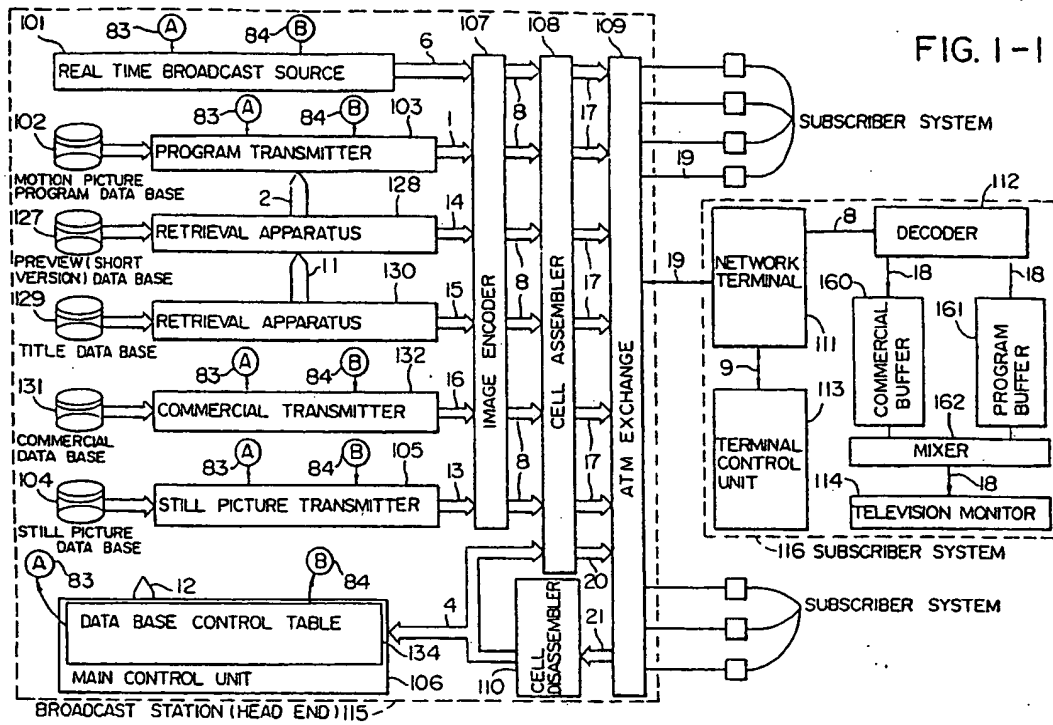 FIG. 1-1
101
83
A
84
B
6
107
108
109
REAL TIME BROADCAST SOURCE
IMAGE ENCODER
CELL ASSEMBLER
ATM EXCHANGE
8
17
SUBSCRIBER SYSTEM
19
102
MOTION PICTURE
PROGRAM DATA BASE
83
A
84
B
103
PROGRAM TRANSMITTER
1
8
17
2
127
PREVIEW (SHORT
VERSION) DATA BASE
128
RETRIEVAL APPARATUS
14
8
17
11
129
TITLE DATA BASE
130
RETRIEVAL APPARATUS
15
8
17
131
COMMERCIAL
DATA BASE
83
A
84
B
132
COMMERCIAL TRANSMITTER
16
8
17
104
STILL PICTURE
DATA BASE
83
A
84
B
105
STILL PICTURE TRANSMITTER
13
8
17
A
83
12
B
84
DATA BASE CONTROL TABLE
134
MAIN CONTROL UNIT
106
4
20
CELL
DISASSEMBLER
110
21
BROADCAST STATION (HEAD END) 115
19
NETWORK
TERMINAL
111
8
112
DECODER
18
18
160
COMMERCIAL
BUFFER
161
PROGRAM
BUFFER
9
113
TERMINAL
CONTROL
UNIT
162
MIXER
18
114
TELEVISION MONITOR
116 SUBSCRIBER SYSTEM
SUBSCRIBER SYSTEM